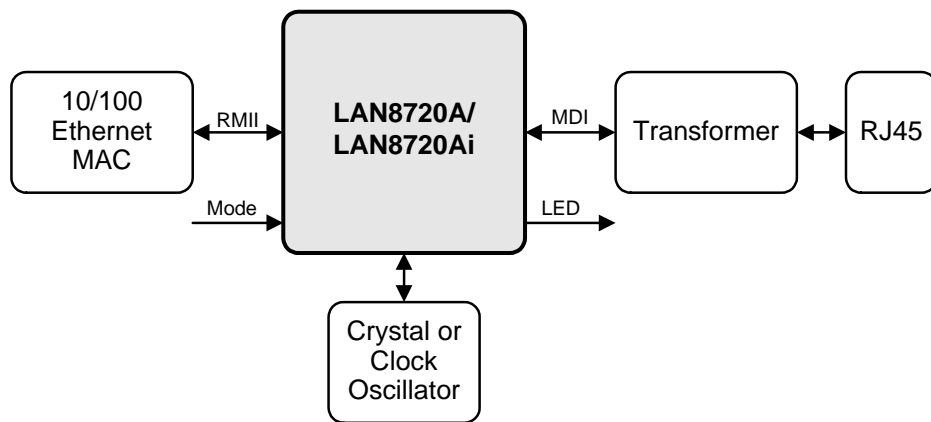 10/100
Ethernet
MAC
RMII
LAN8720A/
LAN8720Ai
MDI
Transformer
RJ45
Mode
LED
Crystal or
Clock
Oscillator